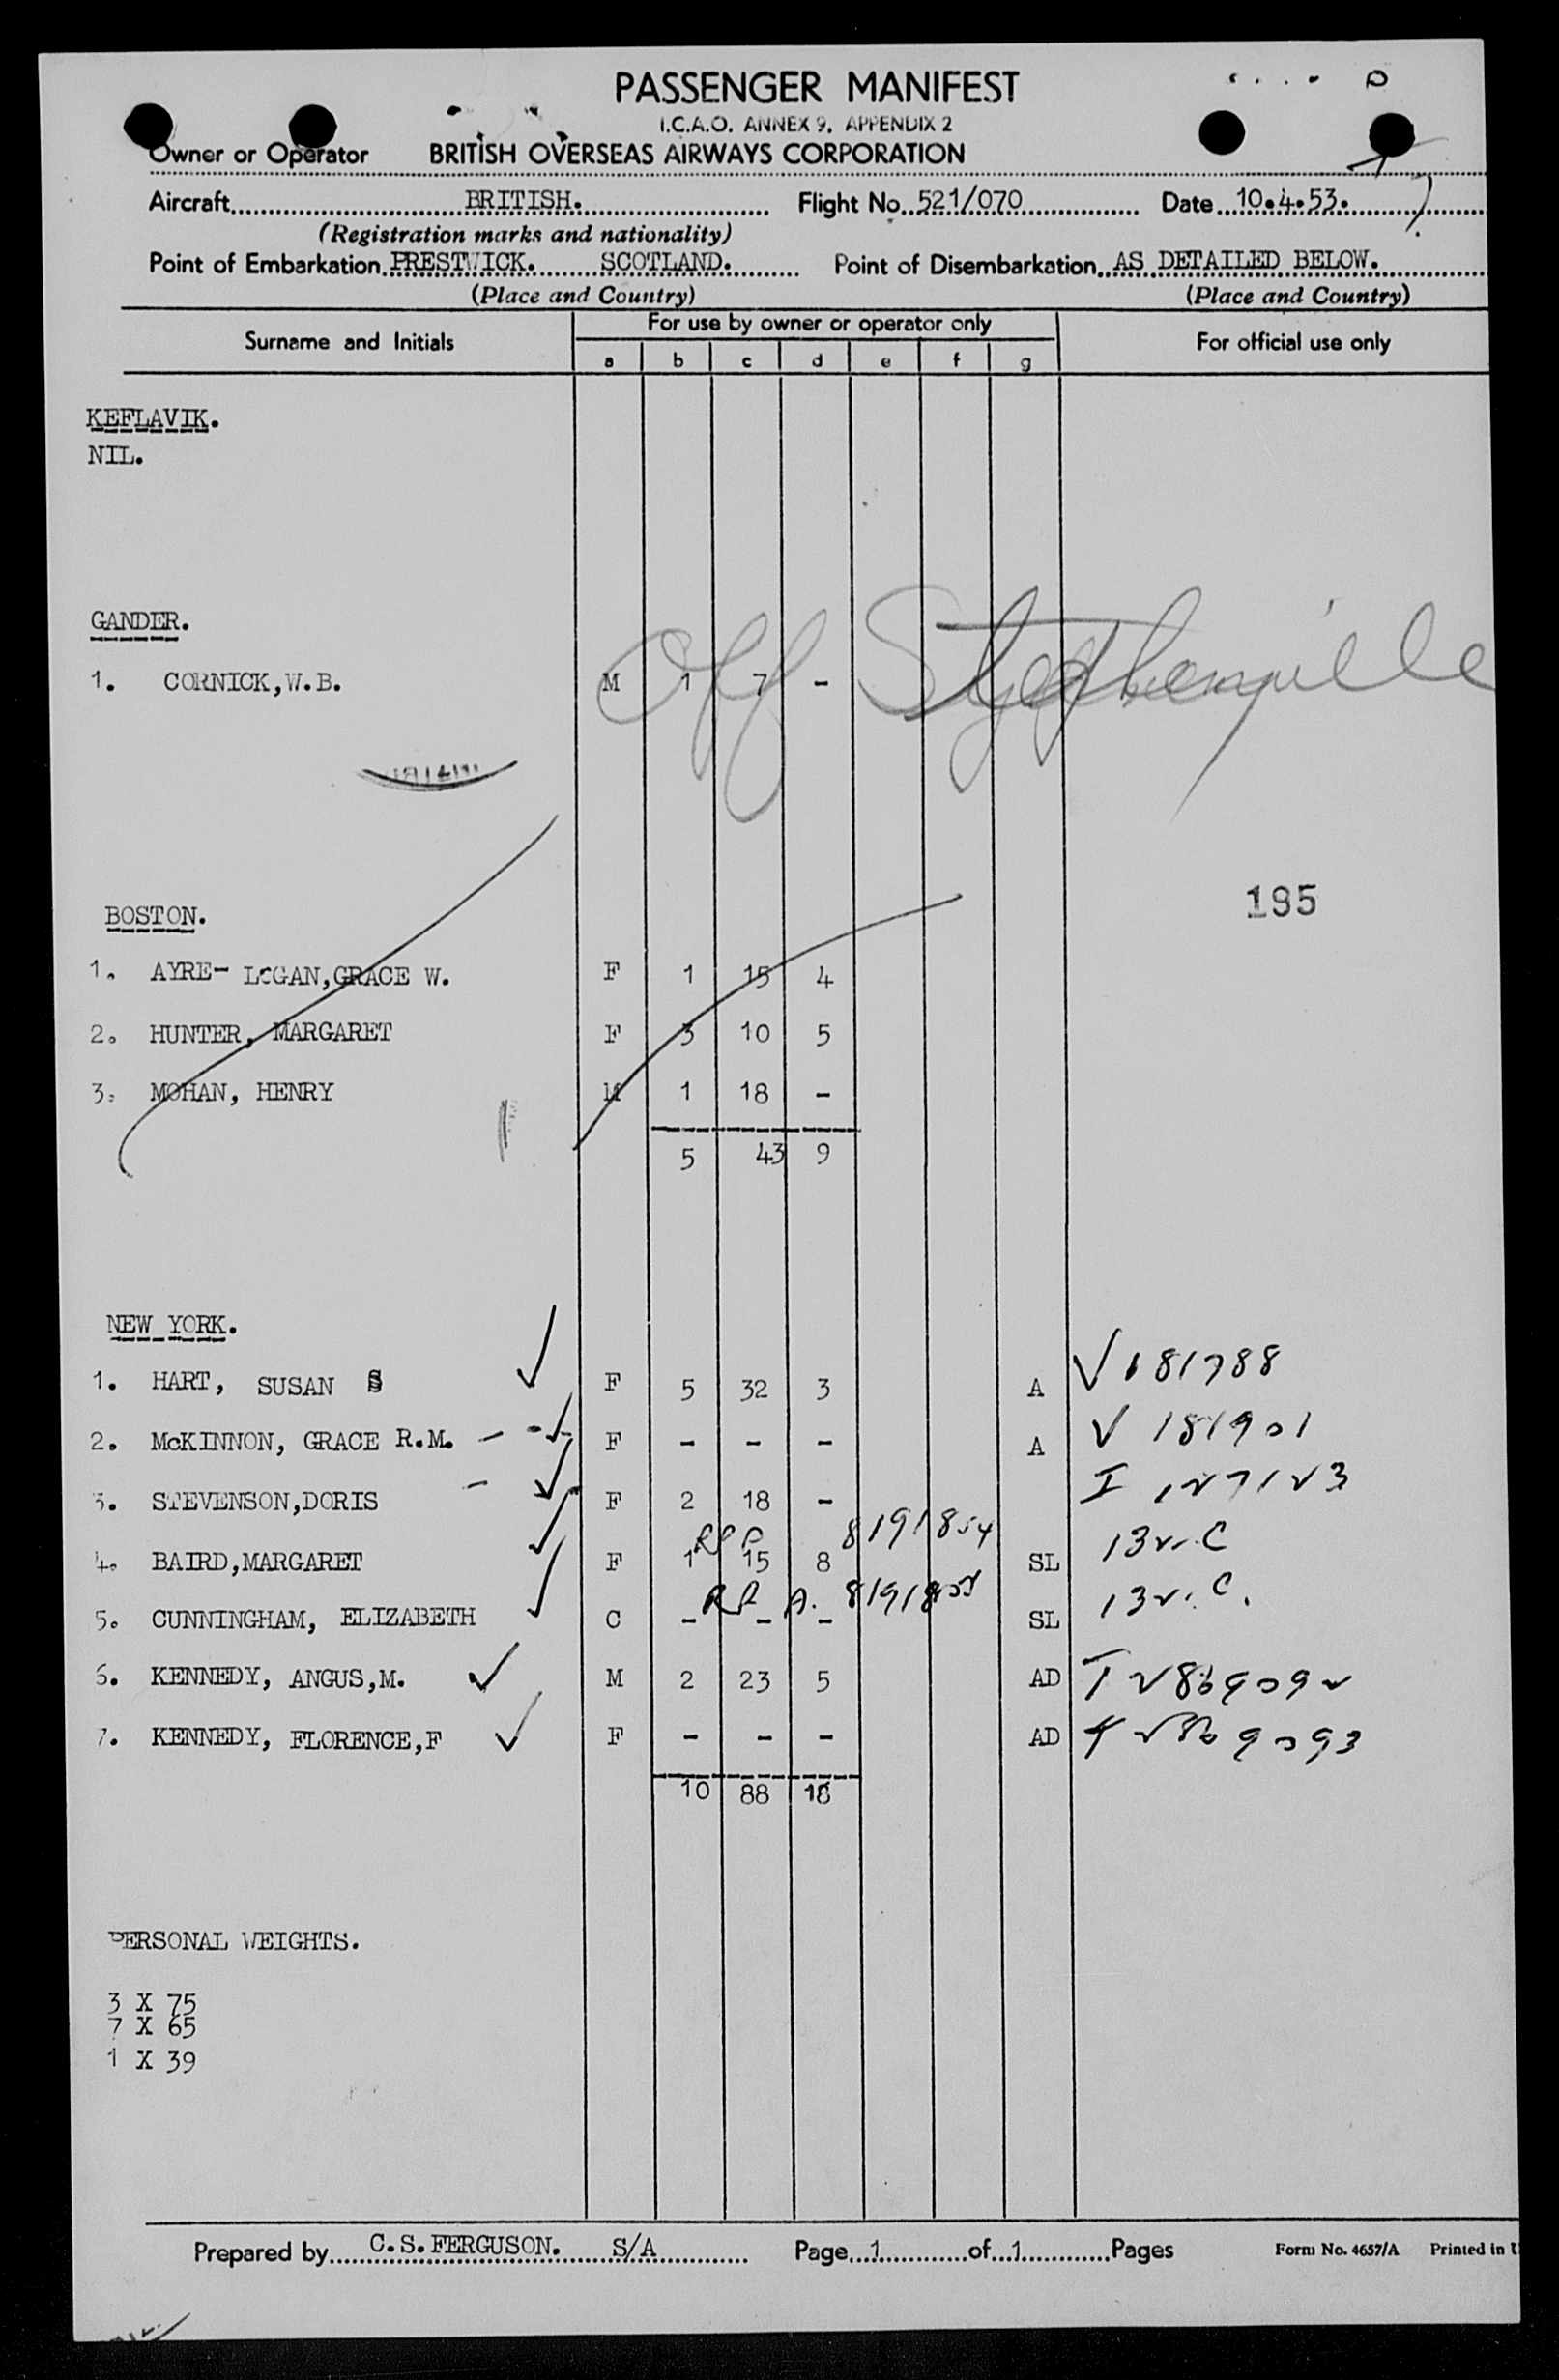 PASSENGER MANIFEST
I.C.A.O. ANNEX 9, APPENDIX 2
Owner or Operator BRITISH OVERSEAS AIRWAYS CORPORATION
Aircraft BRITISH. Flight No. 521/070 Date 10.4.53.
(Registration marks and nationality)
Point of Embarkation PRESTWICK. SCOTLAND. Point of Disembarkation AS DETAILED BELOW.
(Place and Country) (Place and Country)
Surname and Initials For use by owner or operator only For official use only
a b c d e f g
KEFLAVIK.
NIL.
GANDER.
Off Stephenville
1. CORNICK,W.B. M 1 7 -
195
BOSTON.
1. AYRE- LOGAN,GRACE W. F 1 15 4
2. HUNTER, MARGARET F 3 10 5
3. MOHAN, HENRY M 1 18 -
5 43 9
NEW YORK.
1. HART, SUSAN S F 5 32 3 A V 181788
2. McKINNON, GRACE R.M. F - - - A V 181901
3. STEVENSON,DORIS F 2 18 - I 127123
8191854
4. BAIRD,MARGARET F 1 15 8 SL
8191855
5. CUNNINGHAM, ELIZABETH C - - - SL
6. KENNEDY, ANGUS,M. M 2 23 5 AD
7. KENNEDY, FLORENCE,F F - - - AD
10 88 18
PERSONAL WEIGHTS.
3 X 75
7 X 65
1 X 39
Prepared by C.S.FERGUSON. S/A Page 1 of 1 Pages Form No. 4657/A Printed in